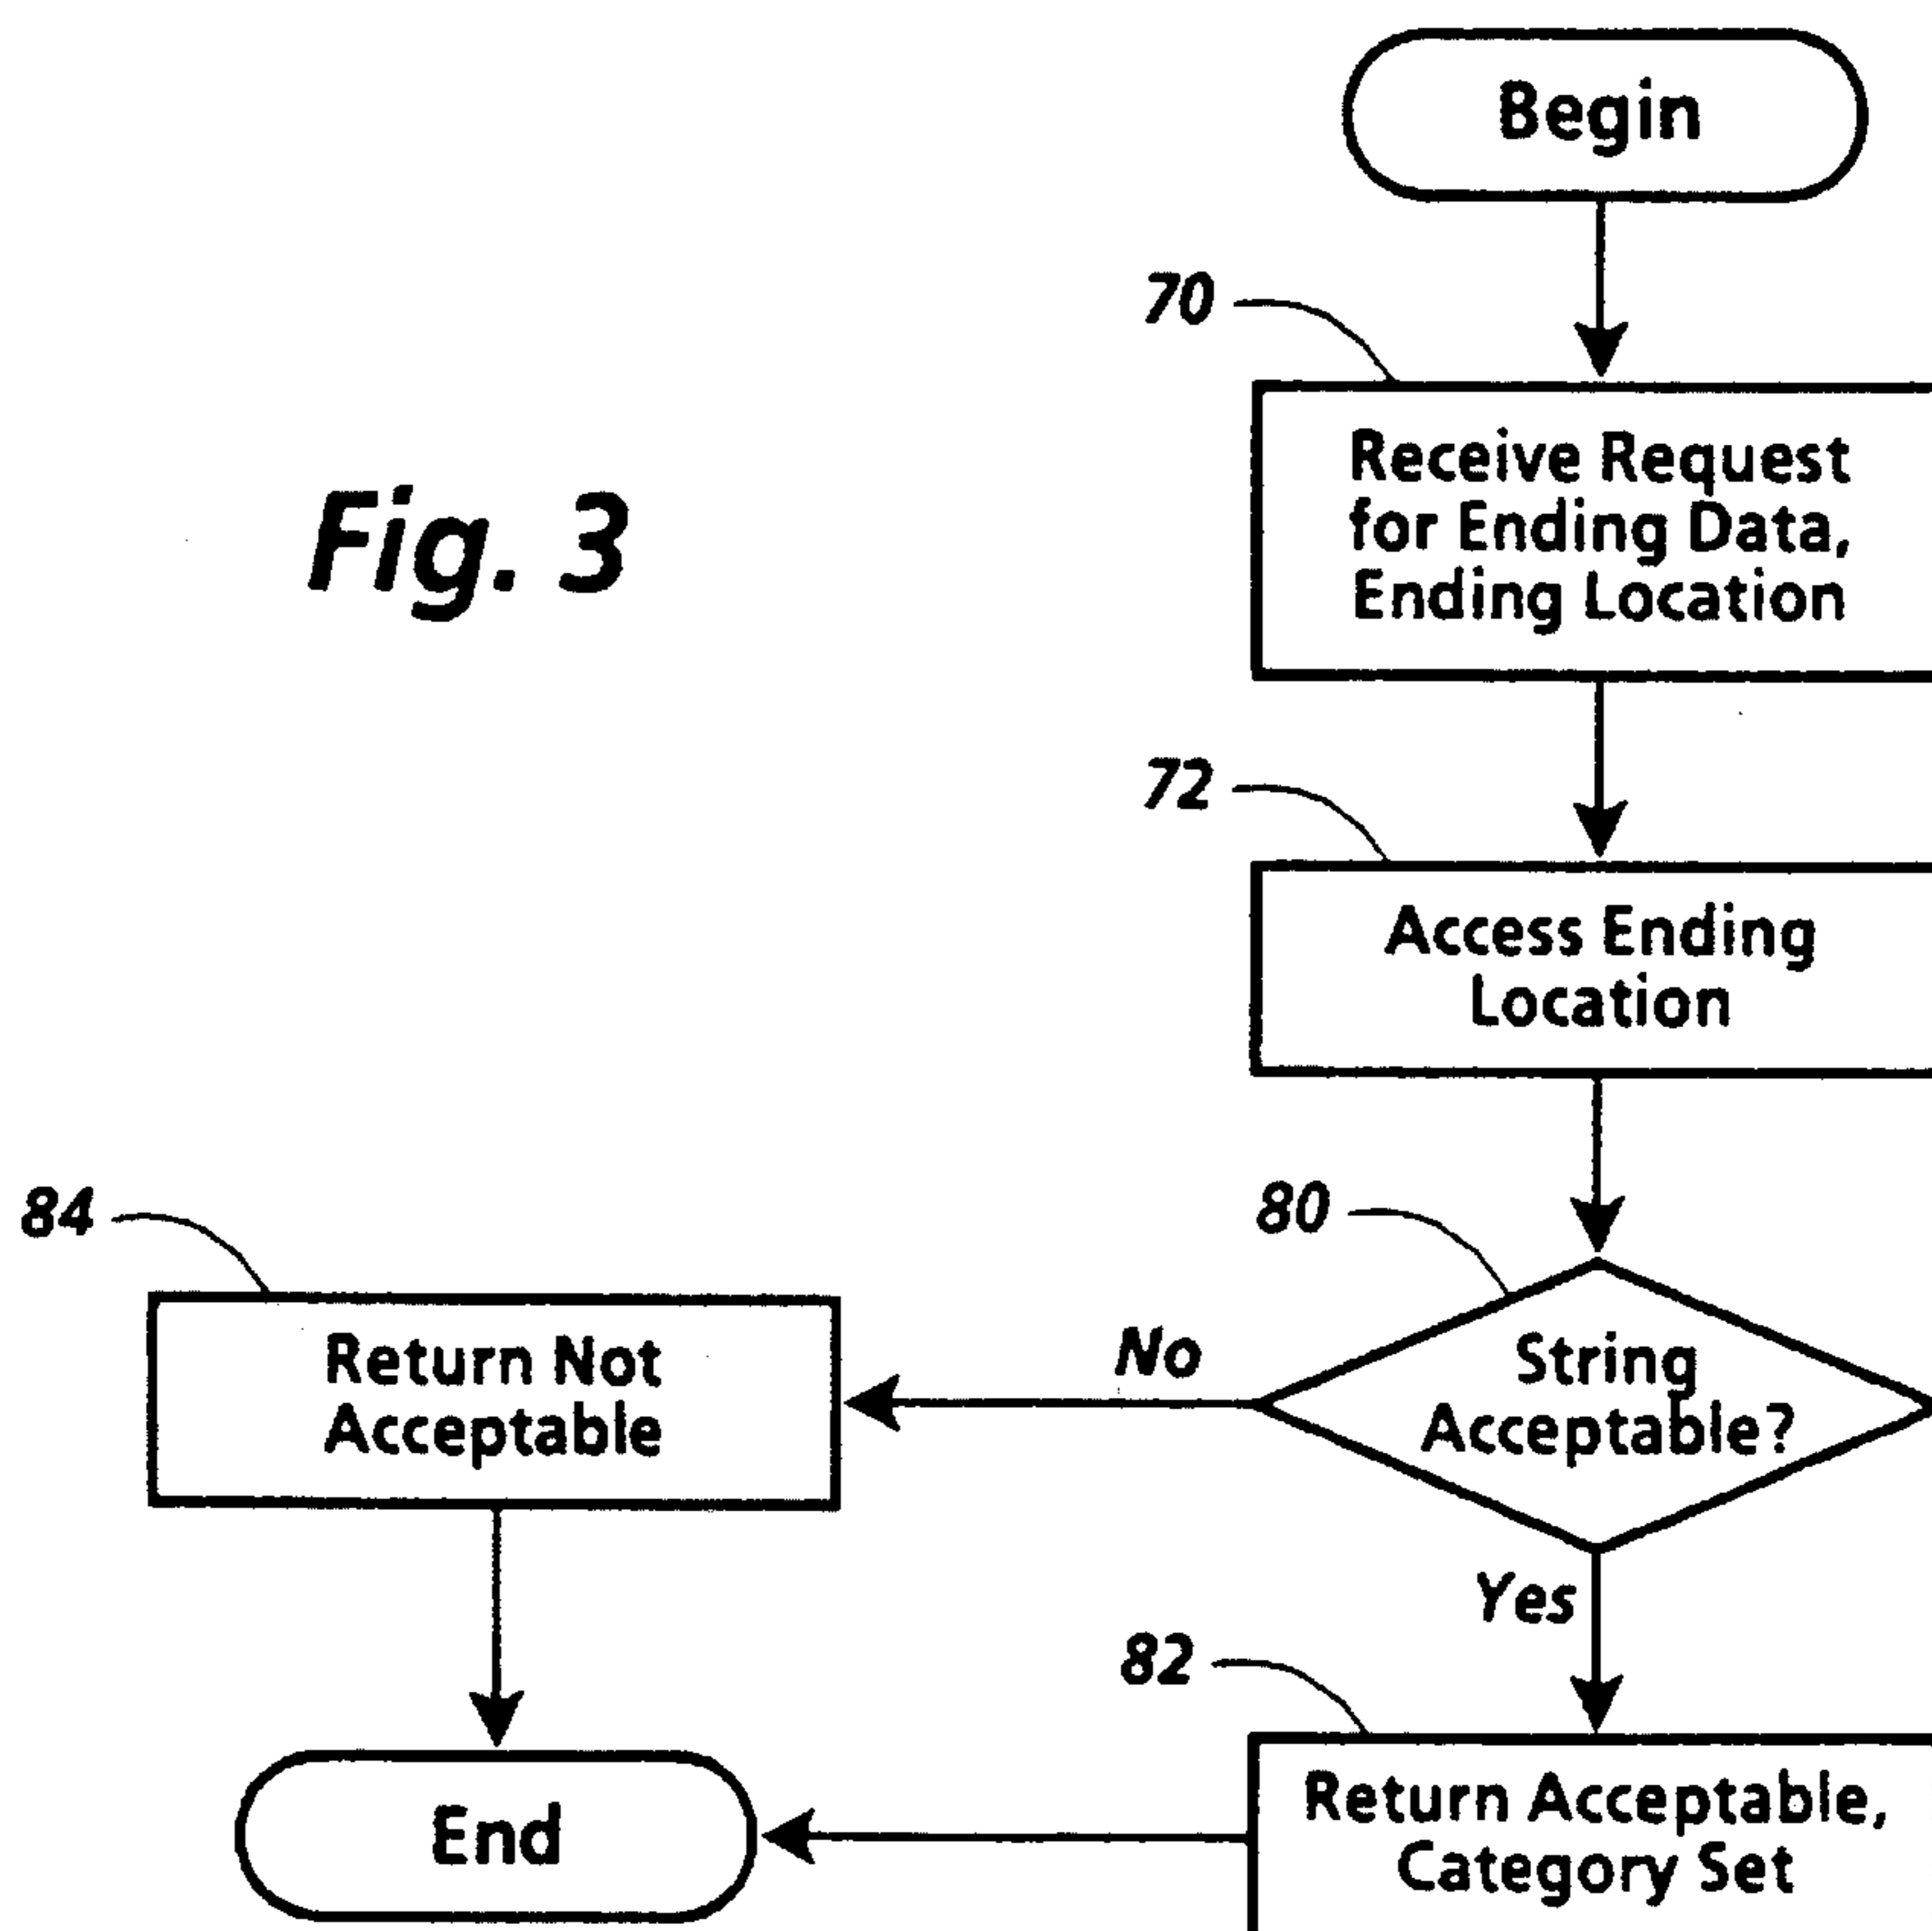 Begin
70
Receive Request
for Ending Data,
Ending Location
Fig. 3
72
Access Ending
Location
84
80
Return Not
Acceptable
No
String
Acceptable?
Yes
82
Return Acceptable,
Category Set
End